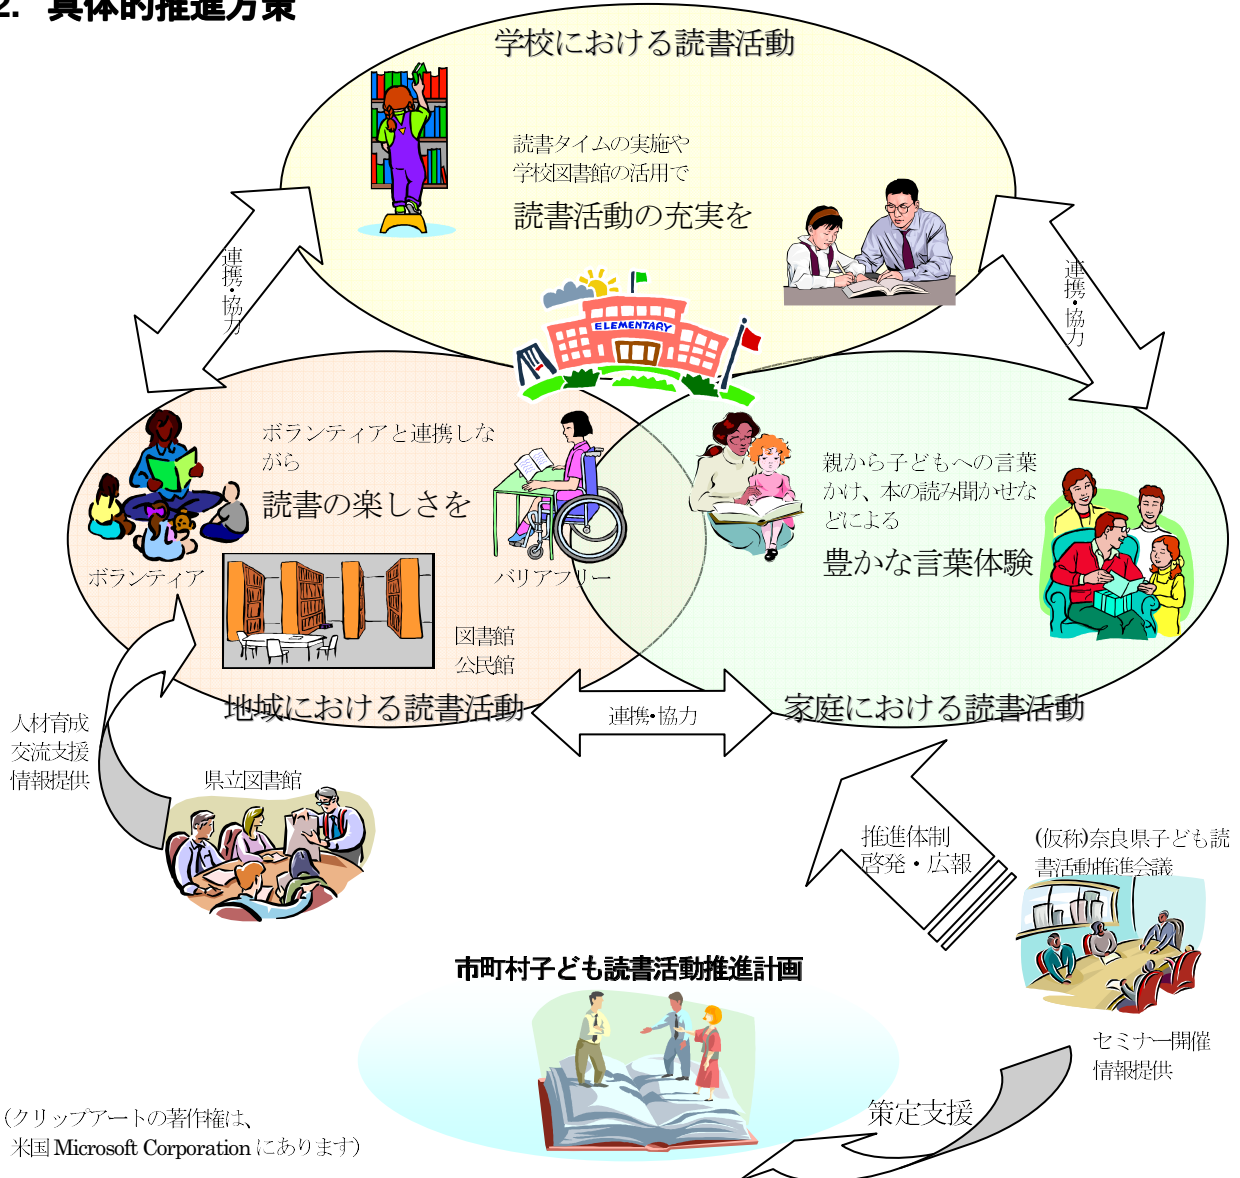 2. 具体的推進方策
学校における読書活動
読書タイムの実施や
学校図書館の活用で
読書活動の充実を
連携・協力
連携・協力
ELEMENTARY
ボランティアと連携しな
がら
読書の楽しさを
ボランティア
バリアフリー
図書館
公民館
地域における読書活動
親から子どもへの言葉
かけ、本の読み聞かせな
どによる
豊かな言葉体験
連携・協力
家庭における読書活動
人材育成
交流支援
情報提供
県立図書館
推進体制
啓発・広報
(仮称)奈良県子ども読
書活動推進会議
市町村子ども読書活動推進計画
セミナー開催
情報提供
策定支援
（クリップアートの著作権は、
米国 Microsoft Corporation にあります）